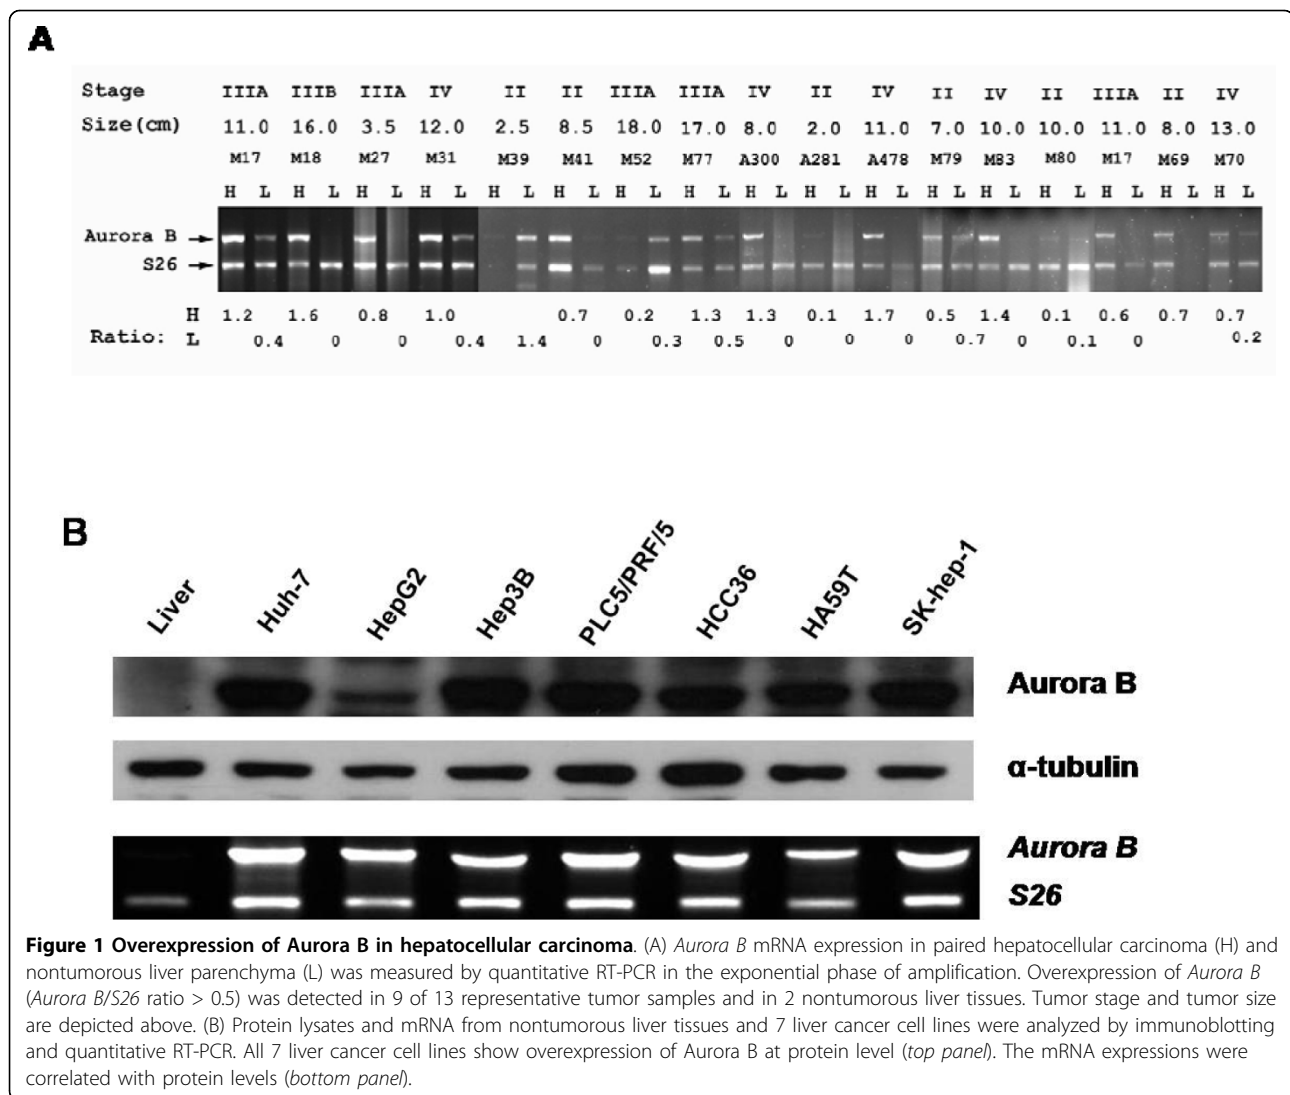 A
Stage IIIA IIIB IIIA IV II II IIIA IIIA IV II IV II IV II IIIA II IV
Size(cm) 11.0 16.0 3.5 12.0 2.5 8.5 18.0 17.0 8.0 2.0 11.0 7.0 10.0 10.0 11.0 8.0 13.0
M17 M18 M27 M31 M39 M41 M52 M77 A300 A281 A478 M79 M83 M80 M17 M69 M70
H L H L H L H L H L H L H L H L H L H L H L H L H L H L H L H L H L
Aurora B
S26
H 1.2 1.6 0.8 1.0 0.7 0.2 1.3 1.3 0.1 1.7 0.5 1.4 0.1 0.6 0.7 0.7
Ratio: L 0.4 0 0 0.4 1.4 0 0.3 0.5 0 0 0 0.7 0 0.1 0 0.2
B
Liver Huh-7 HepG2 Hep3B PLC5/PRF/5 HCC36 HA59T SK-hep-1
Aurora B
α-tubulin
Aurora B
S26
Figure 1 Overexpression of Aurora B in hepatocellular carcinoma. (A) Aurora B mRNA expression in paired hepatocellular carcinoma (H) and
nontumorous liver parenchyma (L) was measured by quantitative RT-PCR in the exponential phase of amplification. Overexpression of Aurora B
(Aurora B/S26 ratio > 0.5) was detected in 9 of 13 representative tumor samples and in 2 nontumorous liver tissues. Tumor stage and tumor size
are depicted above. (B) Protein lysates and mRNA from nontumorous liver tissues and 7 liver cancer cell lines were analyzed by immunoblotting
and quantitative RT-PCR. All 7 liver cancer cell lines show overexpression of Aurora B at protein level (top panel). The mRNA expressions were
correlated with protein levels (bottom panel).